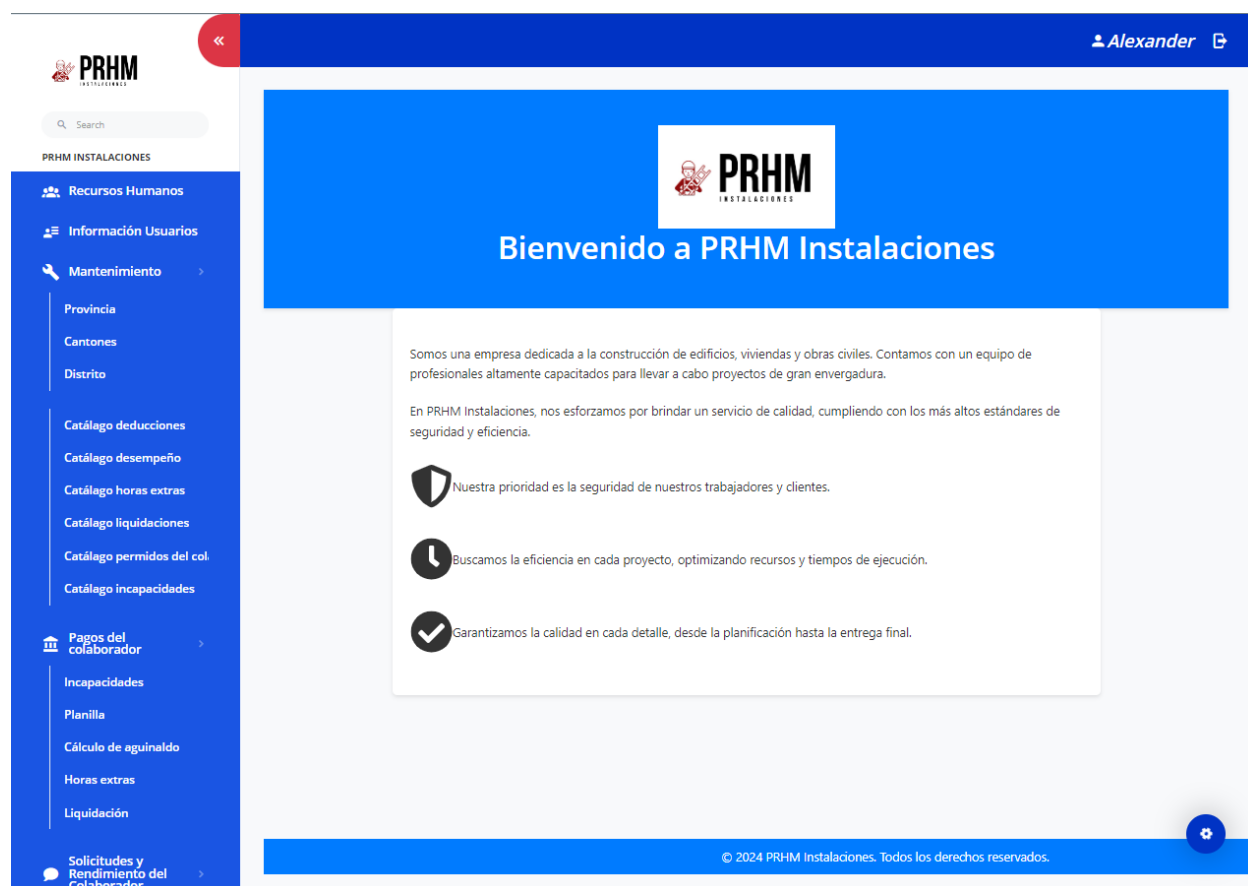 PRHM
INSTALACIONES
Search
PRHM INSTALACIONES
Recursos Humanos
Información Usuarios
Mantenimiento
Provincia
Cantones
Distrito
Catálago deducciones
Catálago desempeño
Catálago horas extras
Catálago liquidaciones
Catálago permidos del col
Catálago incapacidades
Pagos del
colaborador
Incapacidades
Planilla
Cálculo de aguinaldo
Horas extras
Liquidación
Solicitudes y
Rendimiento del
Colaborador
Alexander
PRHM
INSTALACIONES
Bienvenido a PRHM Instalaciones
Somos una empresa dedicada a la construcción de edificios, viviendas y obras civiles. Contamos con un equipo de
profesionales altamente capacitados para llevar a cabo proyectos de gran envergadura.
En PRHM Instalaciones, nos esforzamos por brindar un servicio de calidad, cumpliendo con los más altos estándares de
seguridad y eficiencia.
Nuestra prioridad es la seguridad de nuestros trabajadores y clientes.
Buscamos la eficiencia en cada proyecto, optimizando recursos y tiempos de ejecución.
Garantizamos la calidad en cada detalle, desde la planificación hasta la entrega final.
© 2024 PRHM Instalaciones. Todos los derechos reservados.